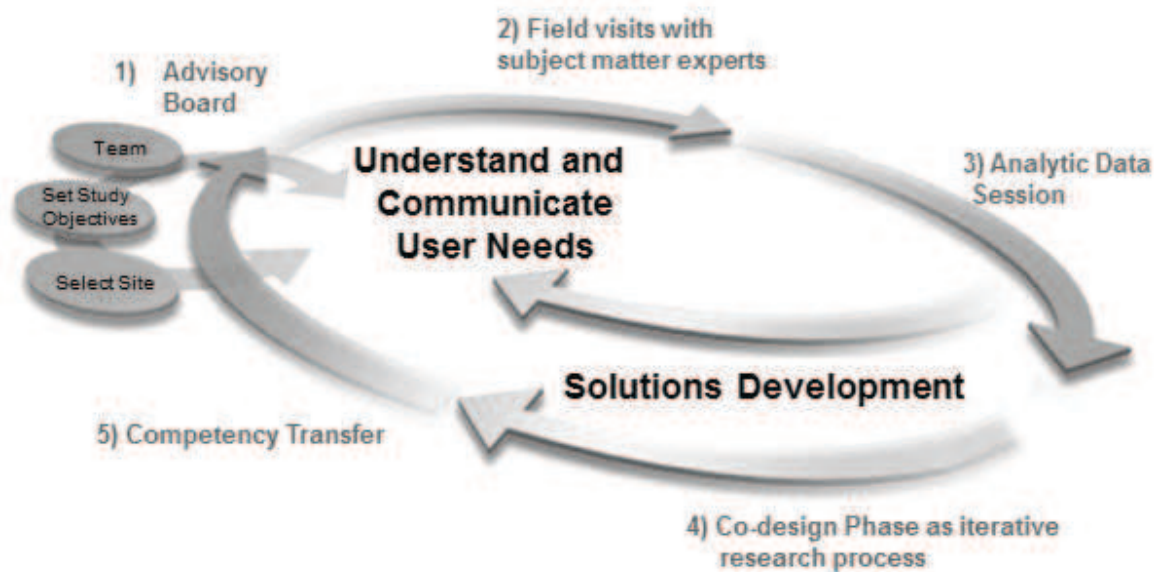 1) Advisory
Board
2) Field visits with
subject matter experts
Team
Set Study
Objectives
Select Site
Understand and
Communicate
User Needs
3) Analytic Data
Session
Solutions Development
5) Competency Transfer
4) Co-design Phase as iterative
research process